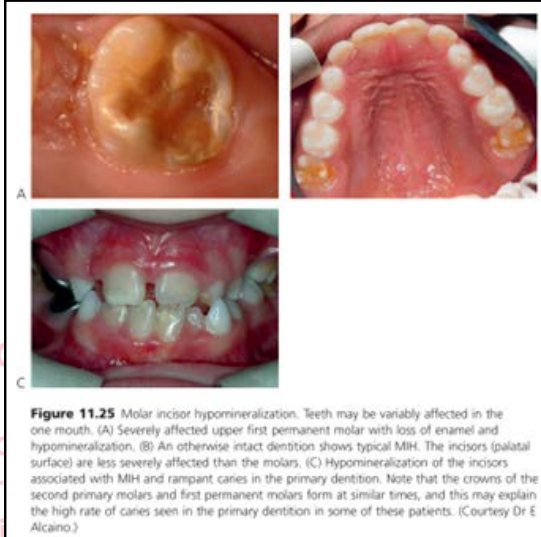 A
C
Figure 11.25 Molar incisor hypomineralization. Teeth may be variably affected in the
one mouth. (A) Severely affected upper first permanent molar with loss of enamel and
hypomineralization. (B) An otherwise intact dentition shows typical MIH. The incisors (palatal
surface) are less severely affected than the molars. (C) Hypomineralization of the incisors
associated with MIH and rampant caries in the primary dentition. Note that the crowns of the
second primary molars and first permanent molars form at similar times, and this may explain
the high rate of caries seen in the primary dentition in some of these patients. (Courtesy Dr E
Alcaino.)